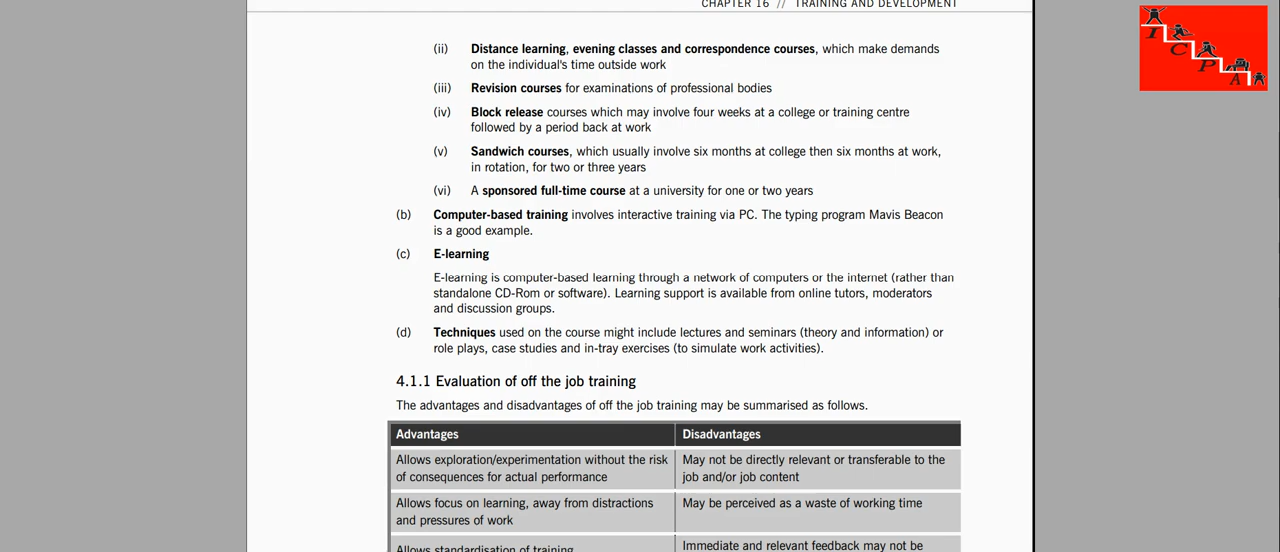 CHAPTER 16 // TRAINING AND DEVELOPMENT
(ii) Distance learning, evening classes and correspondence courses, which make demands
on the individual's time outside work
(iii) Revision courses for examinations of professional bodies
(iv) Block release courses which may involve four weeks at a college or training centre
followed by a period back at work
(v) Sandwich courses, which usually involve six months at college then six months at work,
in rotation, for two or three years
(vi) A sponsored full-time course at a university for one or two years
(b) Computer-based training involves interactive training via PC. The typing program Mavis Beacon
is a good example.
(c) E-learning
E-learning is computer-based learning through a network of computers or the internet (rather than
standalone CD-Rom or software). Learning support is available from online tutors, moderators
and discussion groups.
(d) Techniques used on the course might include lectures and seminars (theory and information) or
role plays, case studies and in-tray exercises (to simulate work activities).
4.1.1 Evaluation of off the job training
The advantages and disadvantages of off the job training may be summarised as follows.
Advantages Disadvantages
Allows exploration/experimentation without the risk
of consequences for actual performance
May not be directly relevant or transferable to the
job and/or job content
Allows focus on learning, away from distractions
and pressures of work
May be perceived as a waste of working time
Allows standardisation of training
Immediate and relevant feedback may not be
I C P A